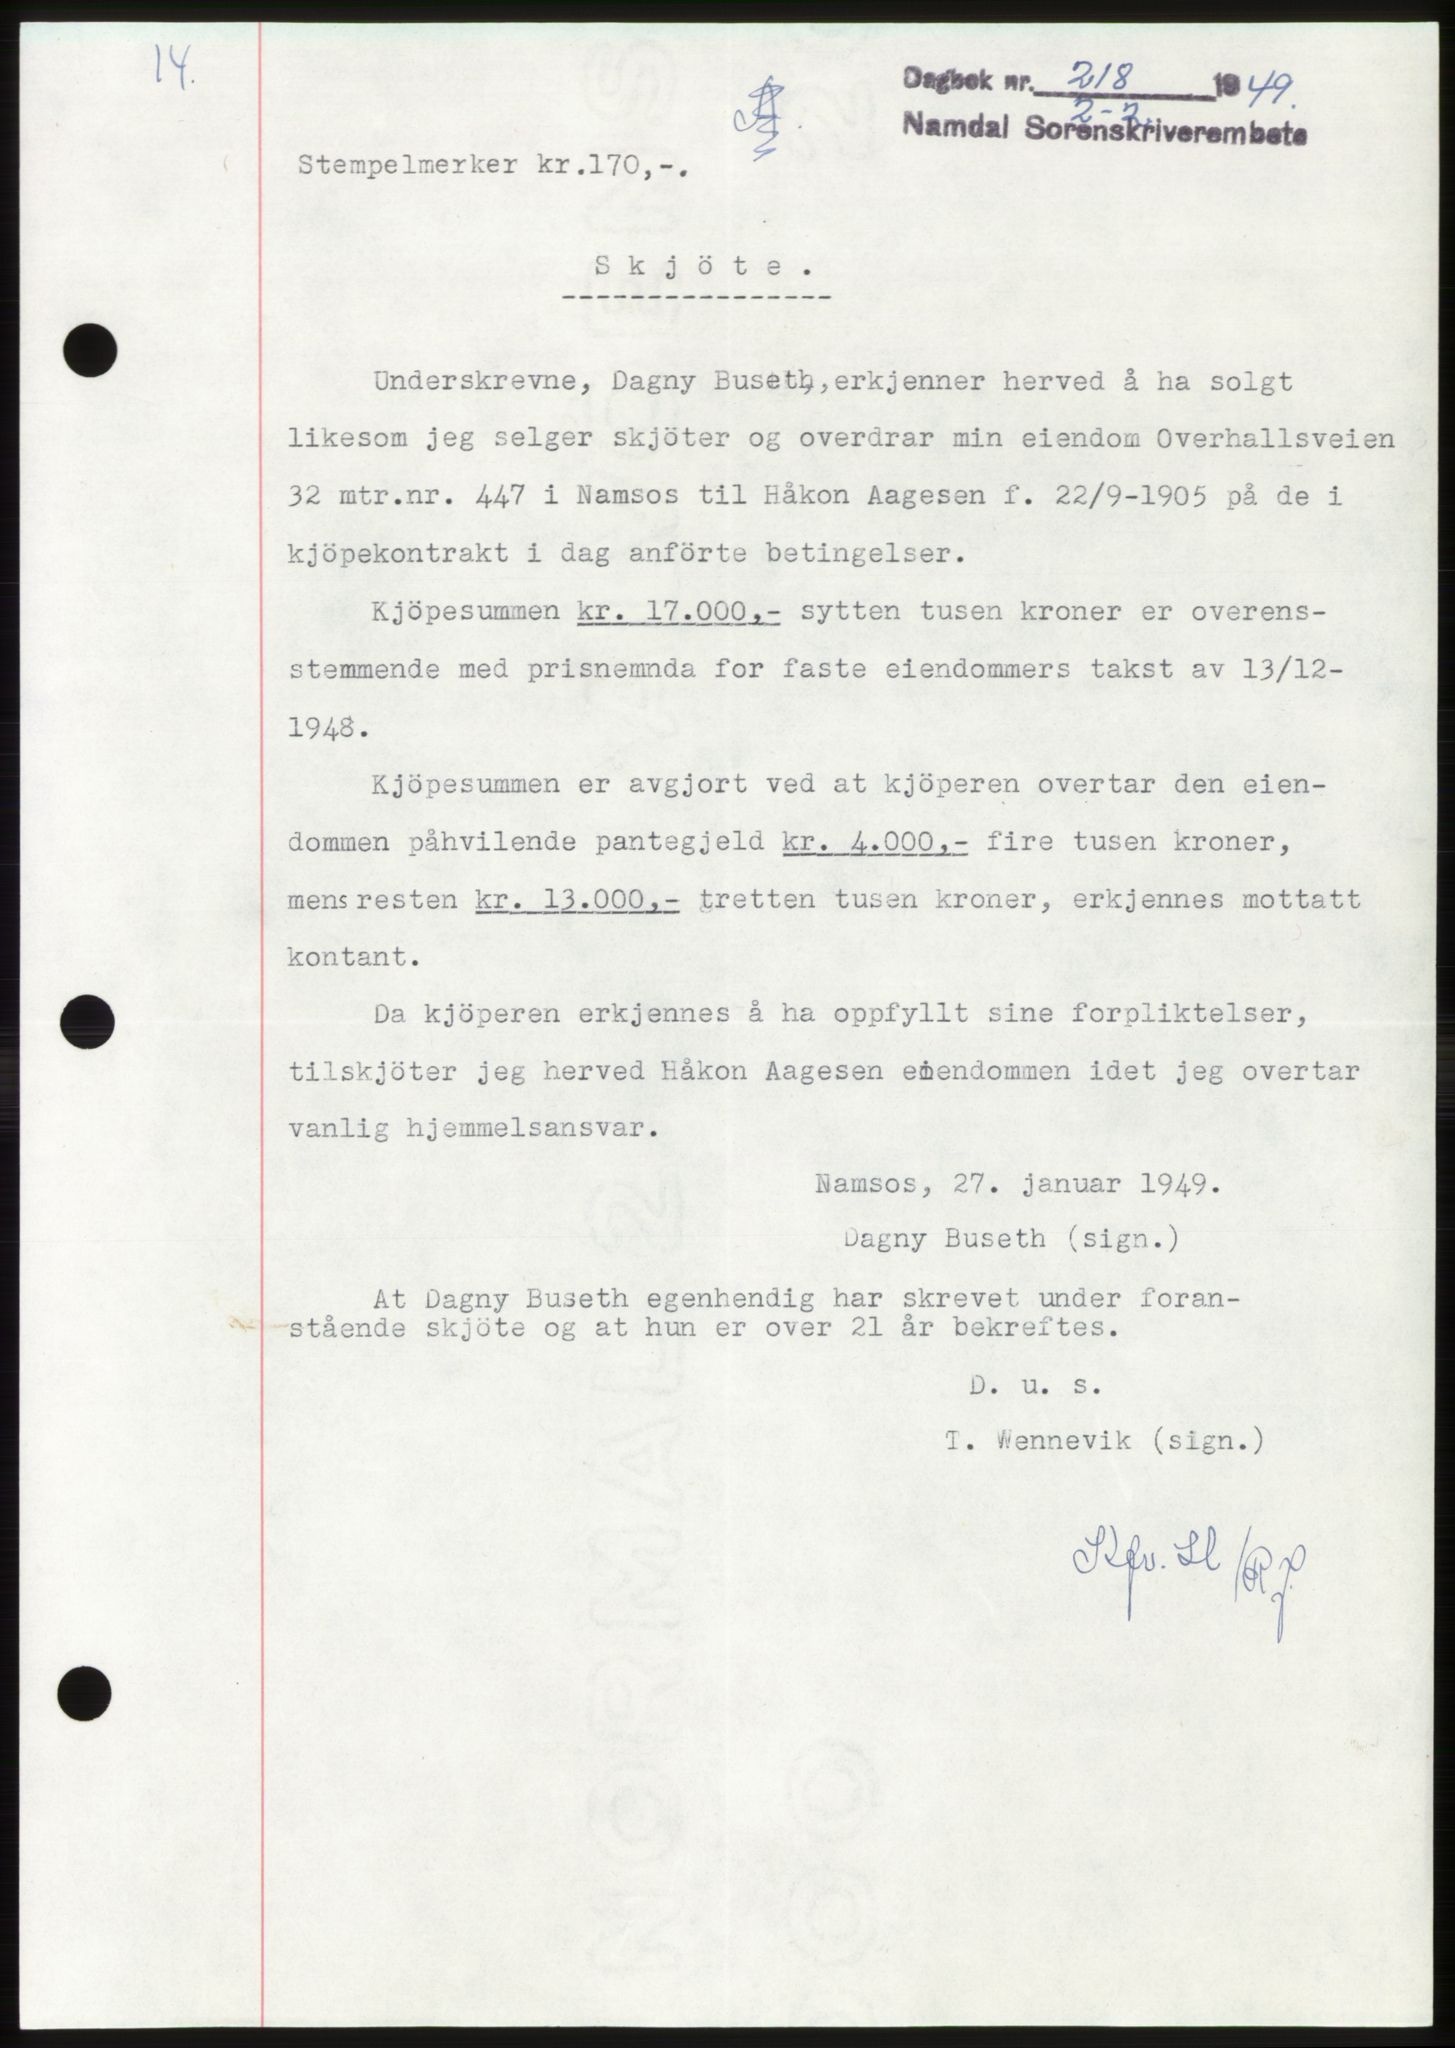 14.
Dagbok nr. 218 1949.
2-2.
Namdal Sorenskriverembete
Stempelmerker kr.170,-.
Skjöte.
----------------
Underskrevne, Dagny Buseth, erkjenner herved å ha solgt
likesom jeg selger skjöter og overdrar min eiendom Overhallsveien
32 mtr.nr. 447 i Namsos til Håkon Aagesen f. 22/9-1905 på de i
kjöpekontrakt i dag anförte betingelser.
Kjöpesummen kr. 17.000,- sytten tusen kroner er overens-
stemmende med prisnemnda for faste eiendommers takst av 13/12-
1948.
Kjöpesummen er avgjort ved at kjöperen overtar den eien-
dommen påhvilende pantegjeld kr. 4.000,- fire tusen kroner,
mens resten kr. 13.000,- tretten tusen kroner, erkjennes mottatt
kontant.
Da kjöperen erkjennes å ha oppfyllt sine forpliktelser,
tilskjöter jeg herved Håkon Aagesen eiendommen idet jeg overtar
vanlig hjemmelsansvar.
Namsos, 27. januar 1949.
Dagny Buseth (sign.)
At Dagny Buseth egenhendig har skrevet under foran-
stående skjöte og at hun er over 21 år bekreftes.
D. u. s.
T. Wennevik (sign.)
NORMAL